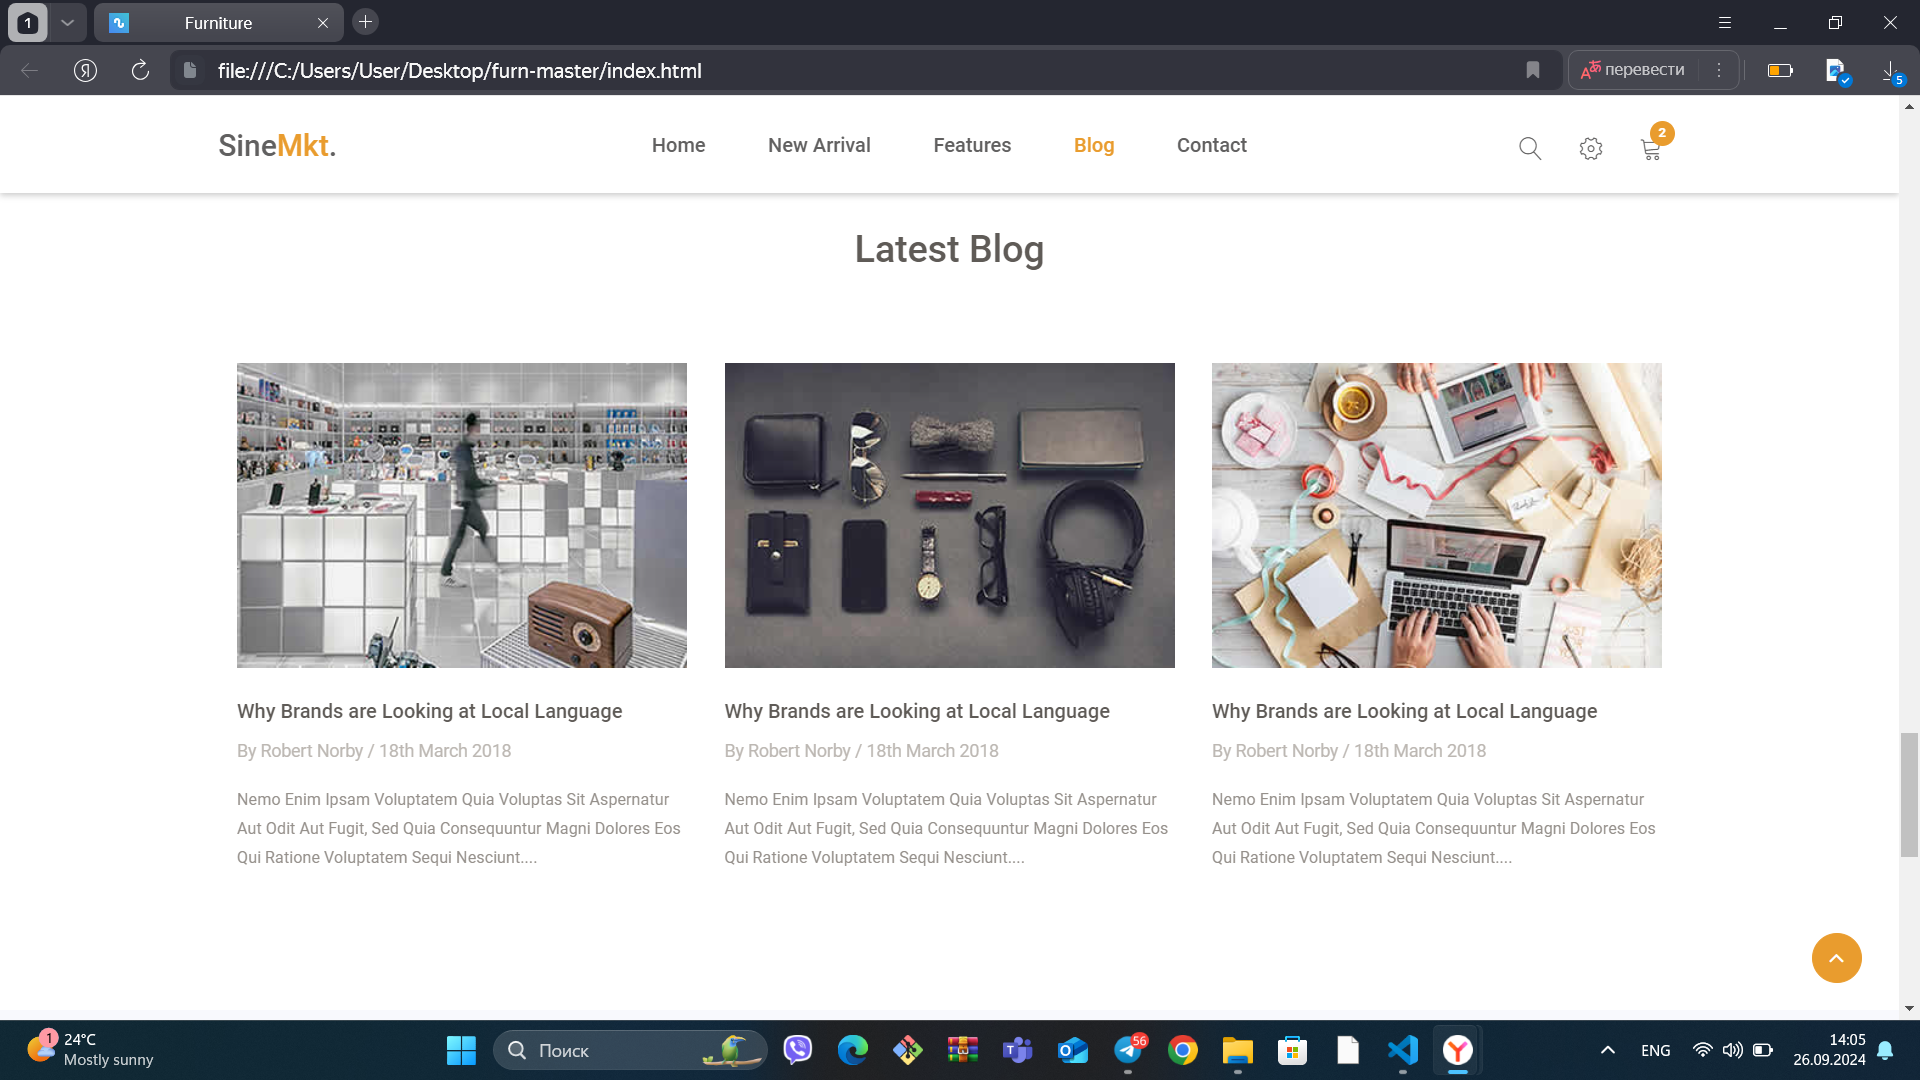 1
Furniture
Я
file:///C:/Users/User/Desktop/furn-master/index.html
перевести
5
SineMkt.
Home
New Arrival
Features
Blog
Contact
2
Latest Blog
Why Brands are Looking at Local Language
By Robert Norby / 18th March 2018
Nemo Enim Ipsam Voluptatem Quia Voluptas Sit Aspernatur
Aut Odit Aut Fugit, Sed Quia Consequuntur Magni Dolores Eos
Qui Ratione Voluptatem Sequi Nesciunt....
Why Brands are Looking at Local Language
By Robert Norby / 18th March 2018
Nemo Enim Ipsam Voluptatem Quia Voluptas Sit Aspernatur
Aut Odit Aut Fugit, Sed Quia Consequuntur Magni Dolores Eos
Qui Ratione Voluptatem Sequi Nesciunt....
Why Brands are Looking at Local Language
By Robert Norby / 18th March 2018
Nemo Enim Ipsam Voluptatem Quia Voluptas Sit Aspernatur
Aut Odit Aut Fugit, Sed Quia Consequuntur Magni Dolores Eos
Qui Ratione Voluptatem Sequi Nesciunt....
1
24°C
Mostly sunny
Поиск
56
ENG
14:05
26.09.2024